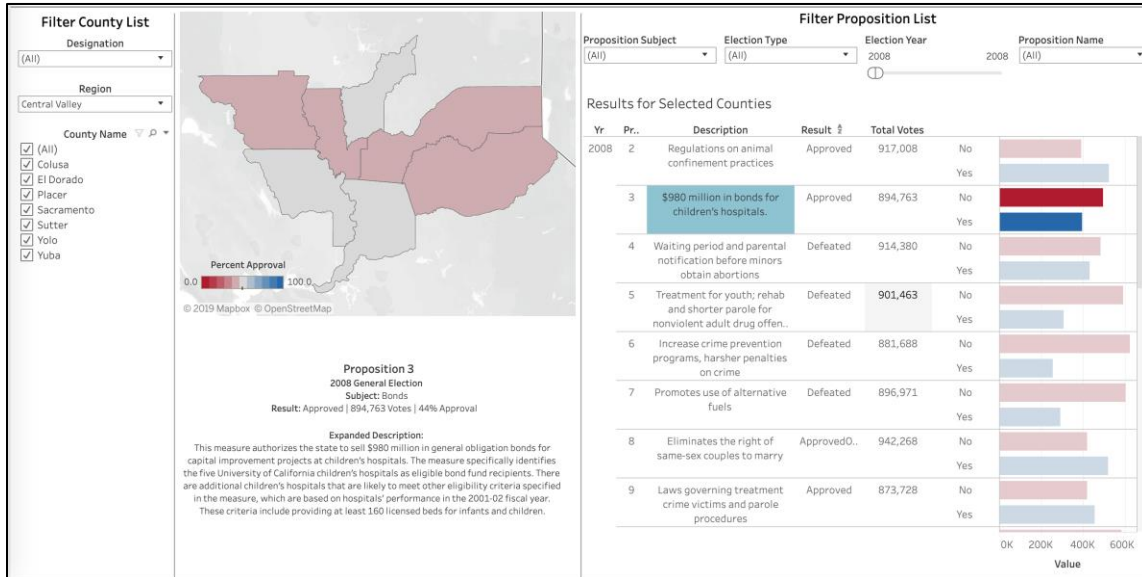 Filter County List
Designation
(All)
Region
Central Valley
County Name
(All)
Colusa
El Dorado
Placer
Sacramento
Sutter
Yolo
Yuba
Percent Approval
0.0 100.0
© 2019 Mapbox © OpenStreetMap
Proposition 3
2008 General Election
Subject: Bonds
Result: Approved | 894,763 Votes | 44% Approval
Expanded Description:
This measure authorizes the state to sell $980 million in general obligation bonds for
capital improvement projects at children's hospitals. The measure specifically identifies
the five University of California children's hospitals as eligible bond fund recipients. There
are additional children's hospitals that are likely to meet other eligibility criteria specified
in the measure, which are based on hospitals' performance in the 2001-02 fiscal year.
These criteria include providing at least 160 licensed beds for infants and children.
Filter Proposition List
Proposition Subject Election Type Election Year Proposition Name
(All) (All) 2008 2008 (All)
Results for Selected Counties
Yr Pr.. Description Result Total Votes
2008 2 Regulations on animal Approved 917,008 No
confinement practices Yes
3 $980 million in bonds for Approved 894,763 No
children's hospitals. Yes
4 Waiting period and parental Defeated 914,380 No
notification before minors
obtain abortions Yes
5 Treatment for youth; rehab Defeated 901,463 No
and shorter parole for
nonviolent adult drug offen.. Yes
6 Increase crime prevention Defeated 881,688 No
programs, harsher penalties
on crime Yes
7 Promotes use of alternative Defeated 896,971 No
fuels Yes
8 Eliminates the right of ApprovedO.. 942,268 No
same-sex couples to marry Yes
9 Laws governing treatment Approved 873,728 No
crime victims and parole
procedures Yes
0K 200K 400K 600K
Value